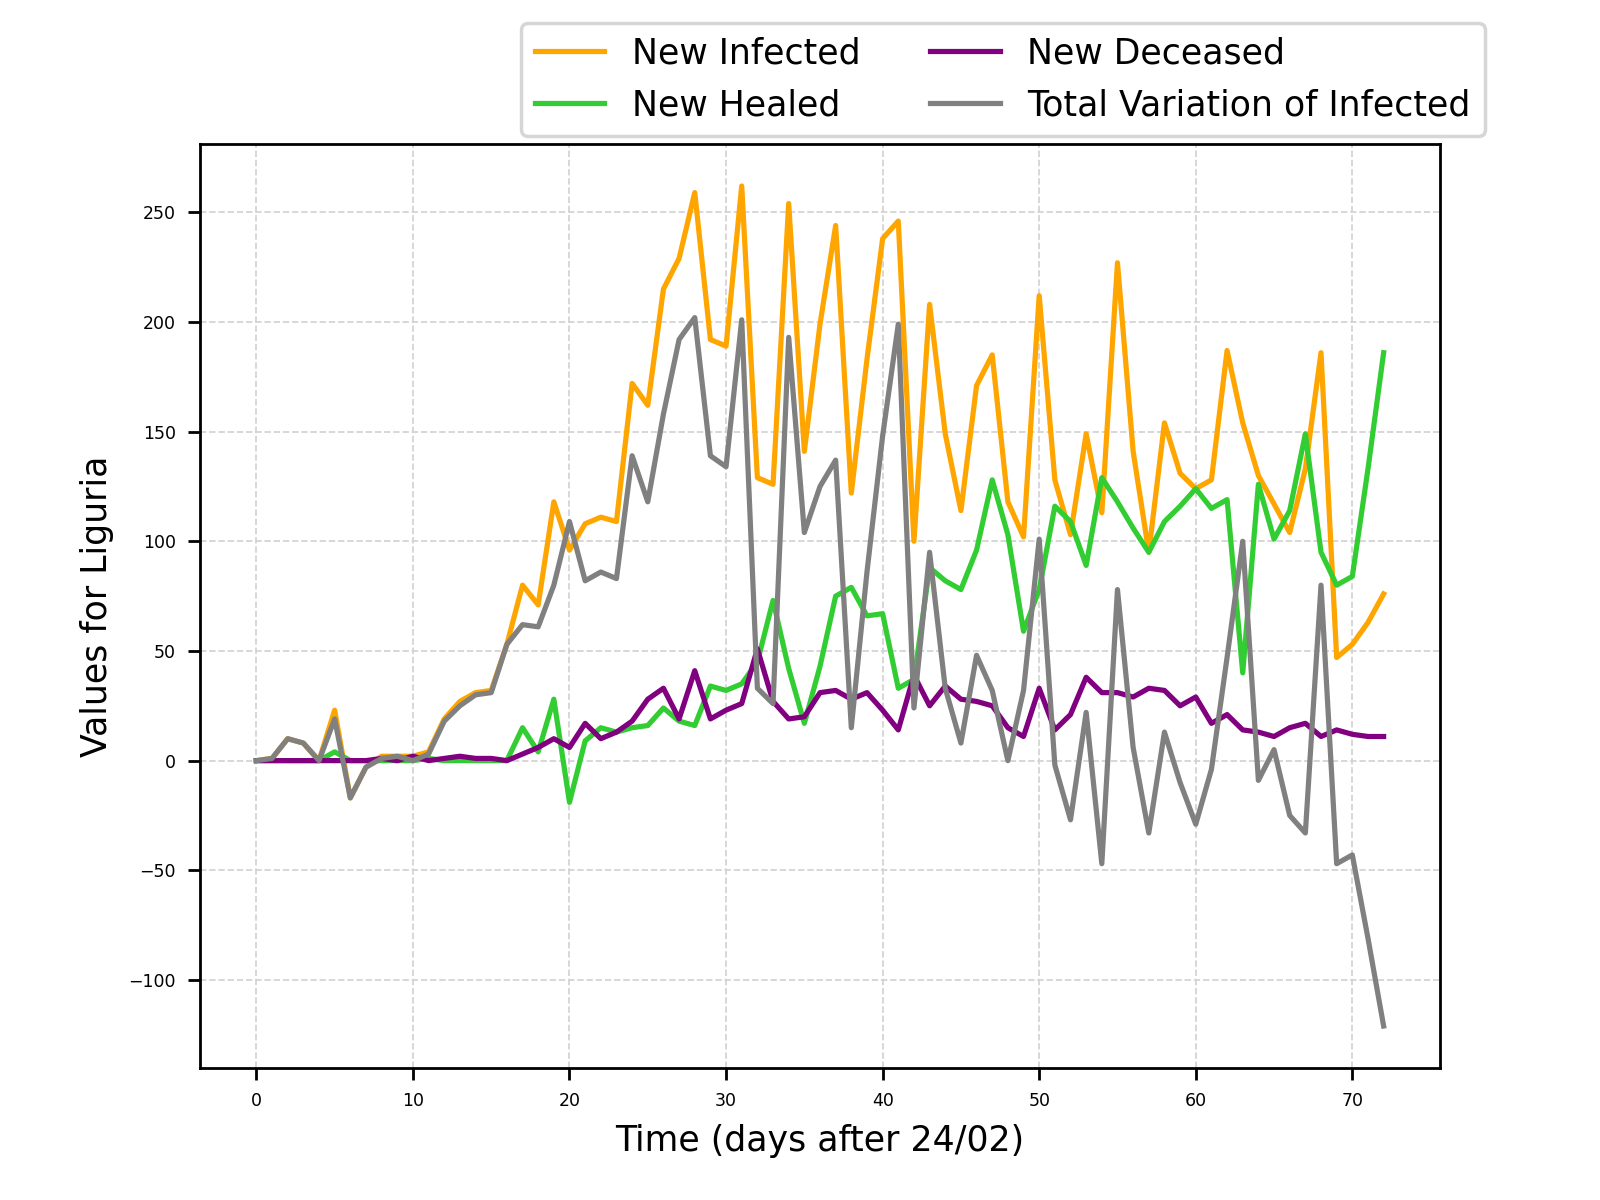 New Infected
New Healed
New Deceased
Total Variation of Infected
Values for Liguria
250
200
150
100
50
0
−50
−100
0 10 20 30 40 50 60 70
Time (days after 24/02)